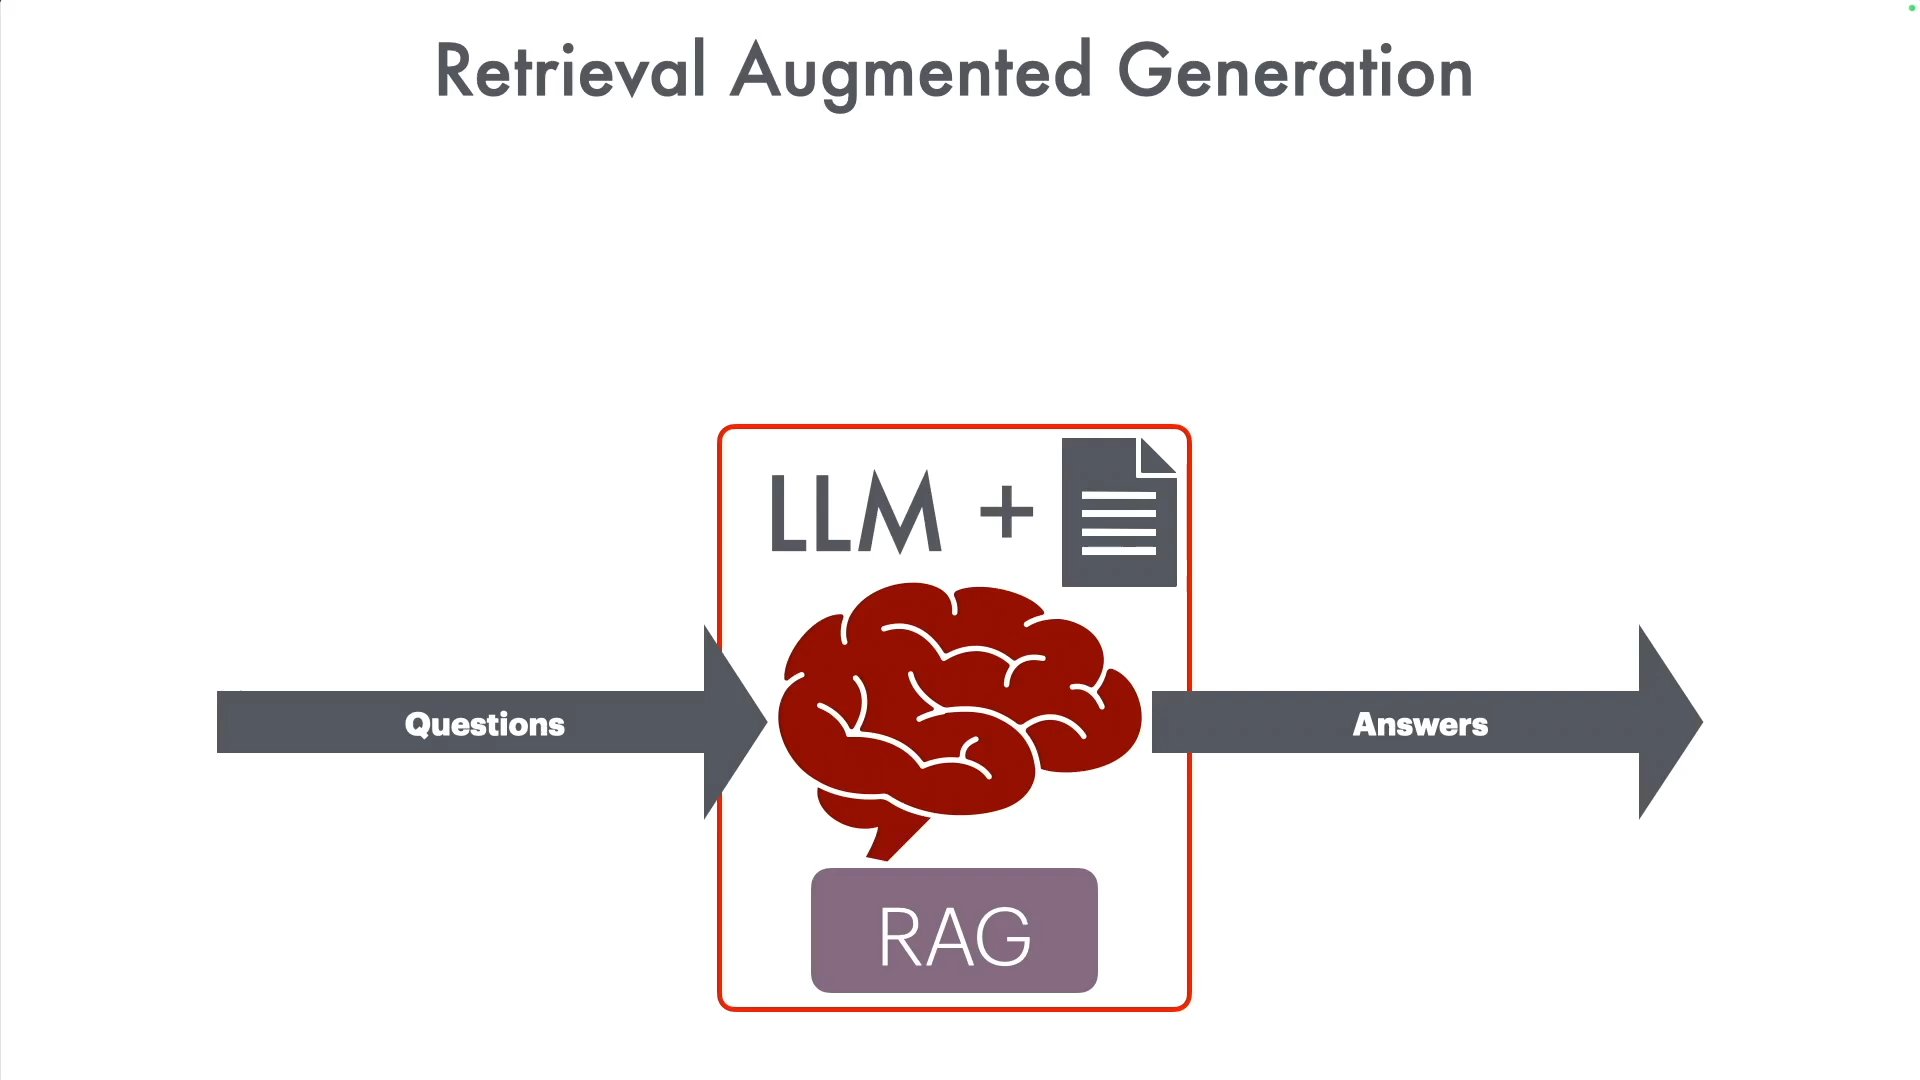 Retrieval Augmented Generation
LLM +
Questions
Answers
RAG